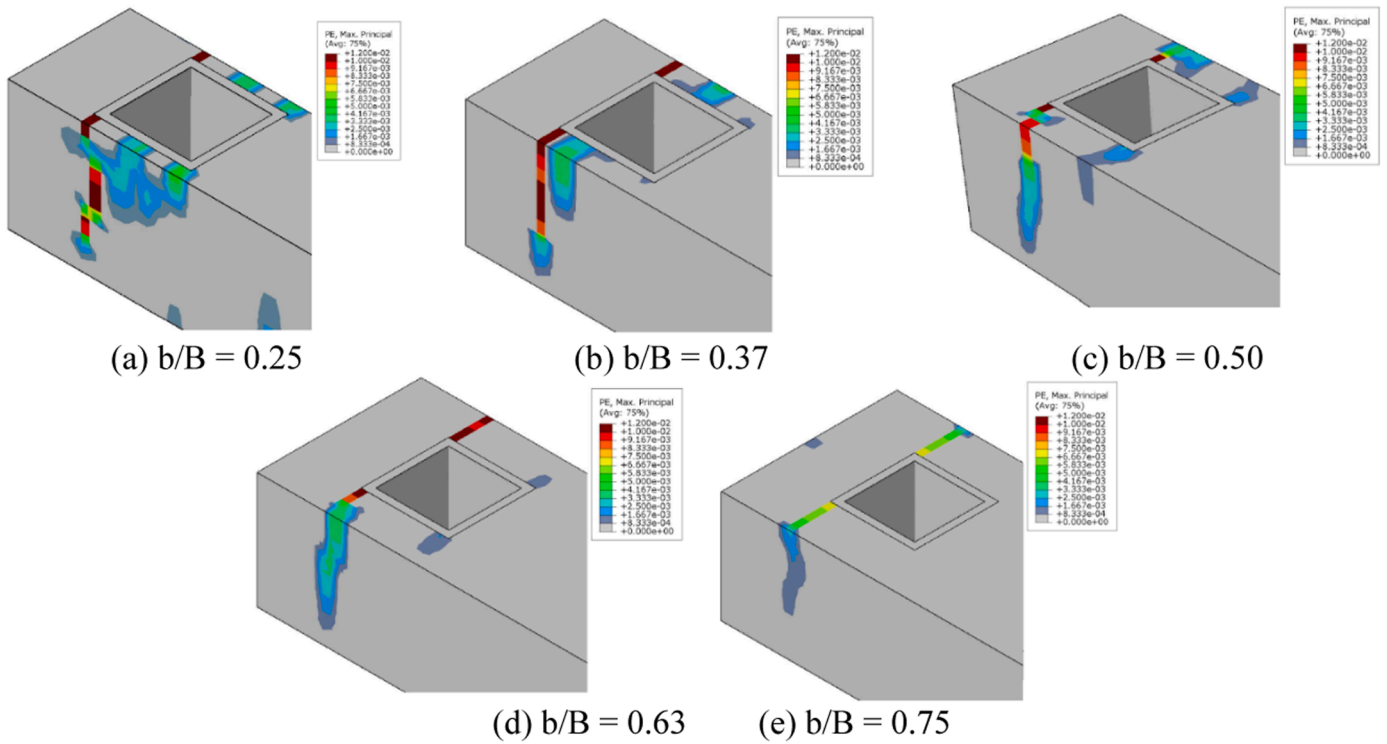 PE, Max. Principal
(Avg: 75%)
+1.200e-02
+1.000e-02
+9.167e-03
+8.333e-03
+7.500e-03
+6.667e-03
+5.833e-03
+5.000e-03
+4.167e-03
+3.333e-03
+2.500e-03
+1.667e-03
+8.333e-04
+0.000e+00
PE, Max. Principal
(Avg: 75%)
+1.200e-02
+1.000e-02
+9.167e-03
+8.333e-03
+7.500e-03
+6.667e-03
+5.833e-03
+5.000e-03
+4.167e-03
+3.333e-03
+2.500e-03
+1.667e-03
+8.333e-04
+0.000e+00
PE, Max. Principal
(Avg: 75%)
+1.200e-02
+1.000e-02
+9.167e-03
+8.333e-03
+7.500e-03
+6.667e-03
+5.833e-03
+5.000e-03
+4.167e-03
+3.333e-03
+2.500e-03
+1.667e-03
+8.333e-04
+0.000e+00
(a) b/B = 0.25
(b) b/B = 0.37
(c) b/B = 0.50
PE, Max. Principal
(Avg: 75%)
+1.200e-02
+1.000e-02
+9.167e-03
+8.333e-03
+7.500e-03
+6.667e-03
+5.833e-03
+5.000e-03
+4.167e-03
+3.333e-03
+2.500e-03
+1.667e-03
+8.333e-04
+0.000e+00
PE, Max. Principal
(Avg: 75%)
+1.200e-02
+1.000e-02
+9.167e-03
+8.333e-03
+7.500e-03
+6.667e-03
+5.833e-03
+5.000e-03
+4.167e-03
+3.333e-03
+2.500e-03
+1.667e-03
+8.333e-04
+0.000e+00
(d) b/B = 0.63
(e) b/B = 0.75